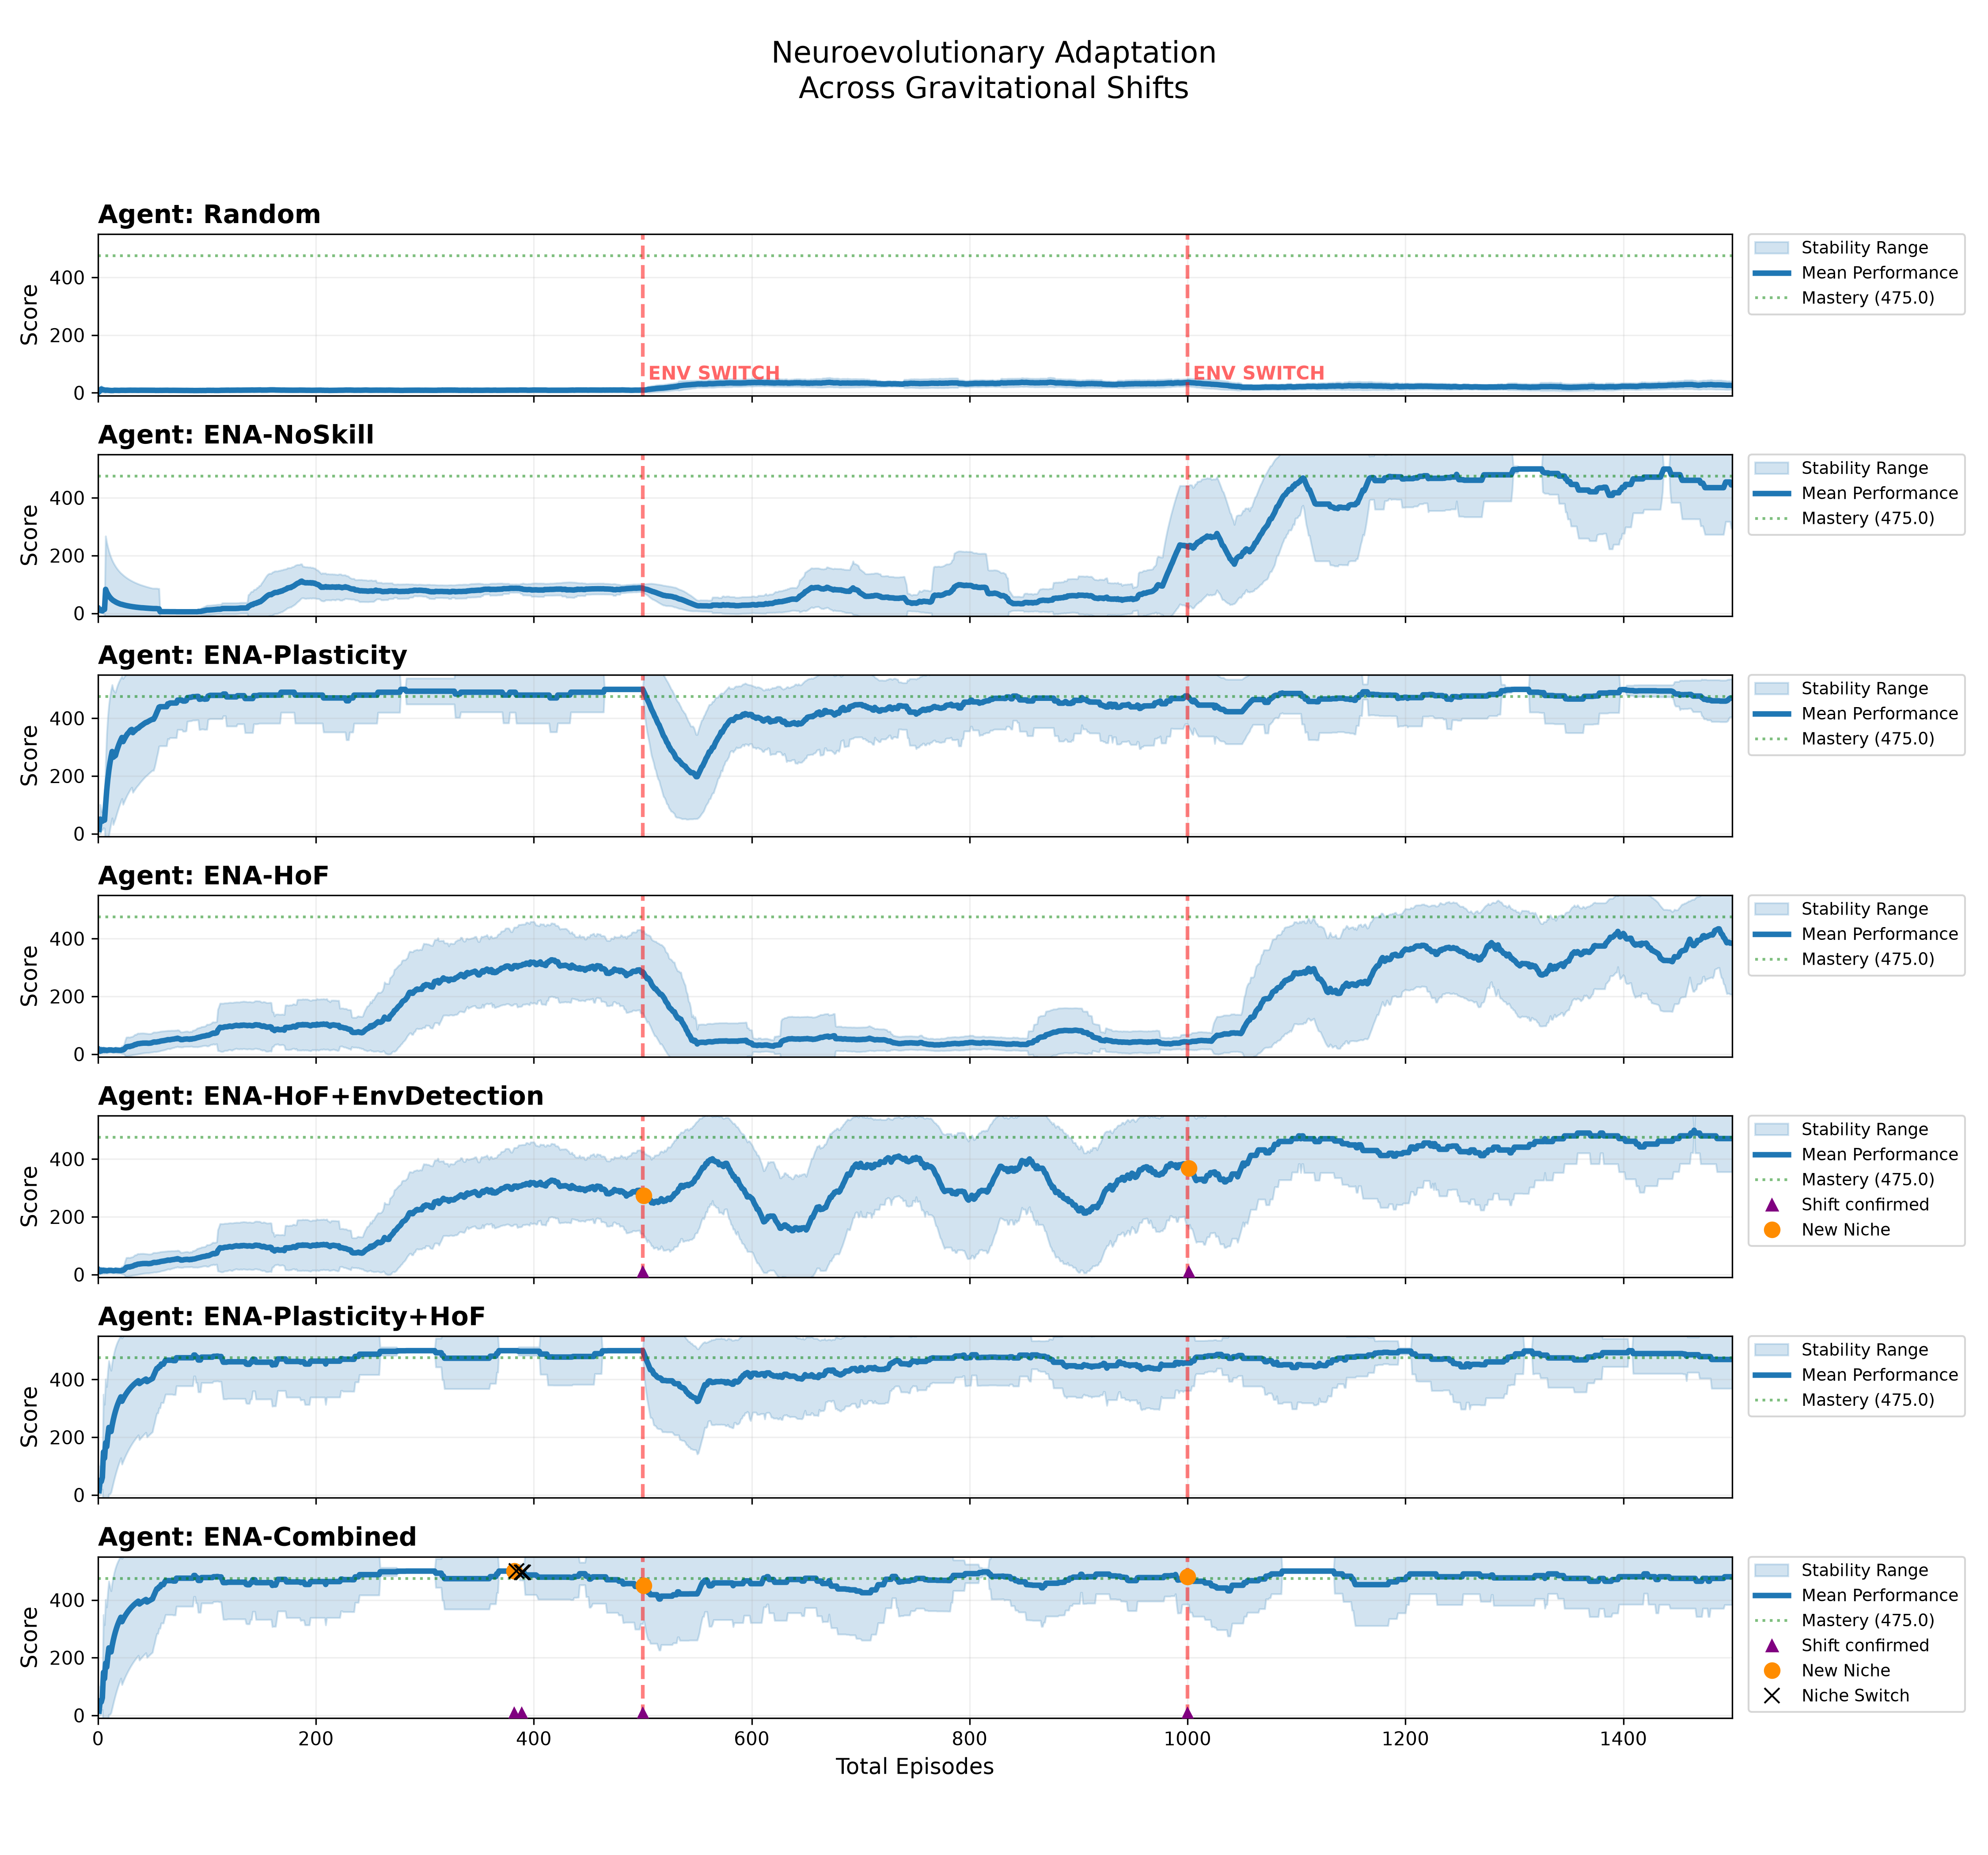 Neuroevolutionary Adaptation
Across Gravitational Shifts
Agent: Random
Score
400
200
0
ENV SWITCH
ENV SWITCH
Stability Range
Mean Performance
Mastery (475.0)
Agent: ENA-NoSkill
Score
400
200
0
Stability Range
Mean Performance
Mastery (475.0)
Agent: ENA-Plasticity
Score
400
200
0
Stability Range
Mean Performance
Mastery (475.0)
Agent: ENA-HoF
Score
400
200
0
Stability Range
Mean Performance
Mastery (475.0)
Agent: ENA-HoF+EnvDetection
Score
400
200
0
Stability Range
Mean Performance
Mastery (475.0)
Shift confirmed
New Niche
Agent: ENA-Plasticity+HoF
Score
400
200
0
Stability Range
Mean Performance
Mastery (475.0)
Agent: ENA-Combined
Score
400
200
0
Stability Range
Mean Performance
Mastery (475.0)
Shift confirmed
New Niche
Niche Switch
0 200 400 600 800 1000 1200 1400
Total Episodes